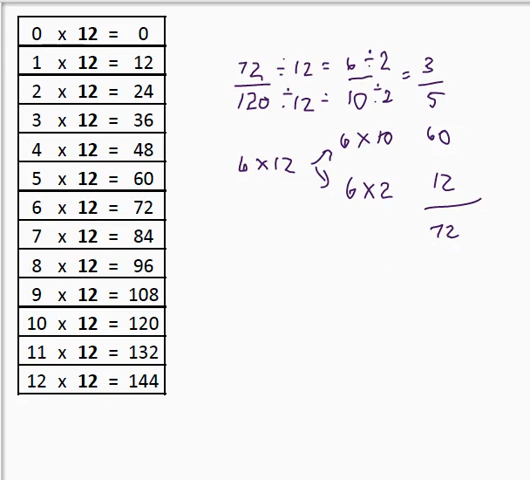 0 x 12 = 0
1 x 12 = 12
2 x 12 = 24
3 x 12 = 36
4 x 12 = 48
5 x 12 = 60
6 x 12 = 72
7 x 12 = 84
8 x 12 = 96
9 x 12 = 108
10 x 12 = 120
11 x 12 = 132
12 x 12 = 144
72 ÷ 12 = 6 ÷ 2 = 3
120 ÷ 12 = 10 ÷ 2 5
6 x 10 60
6 x 12
6 x 2 12
72